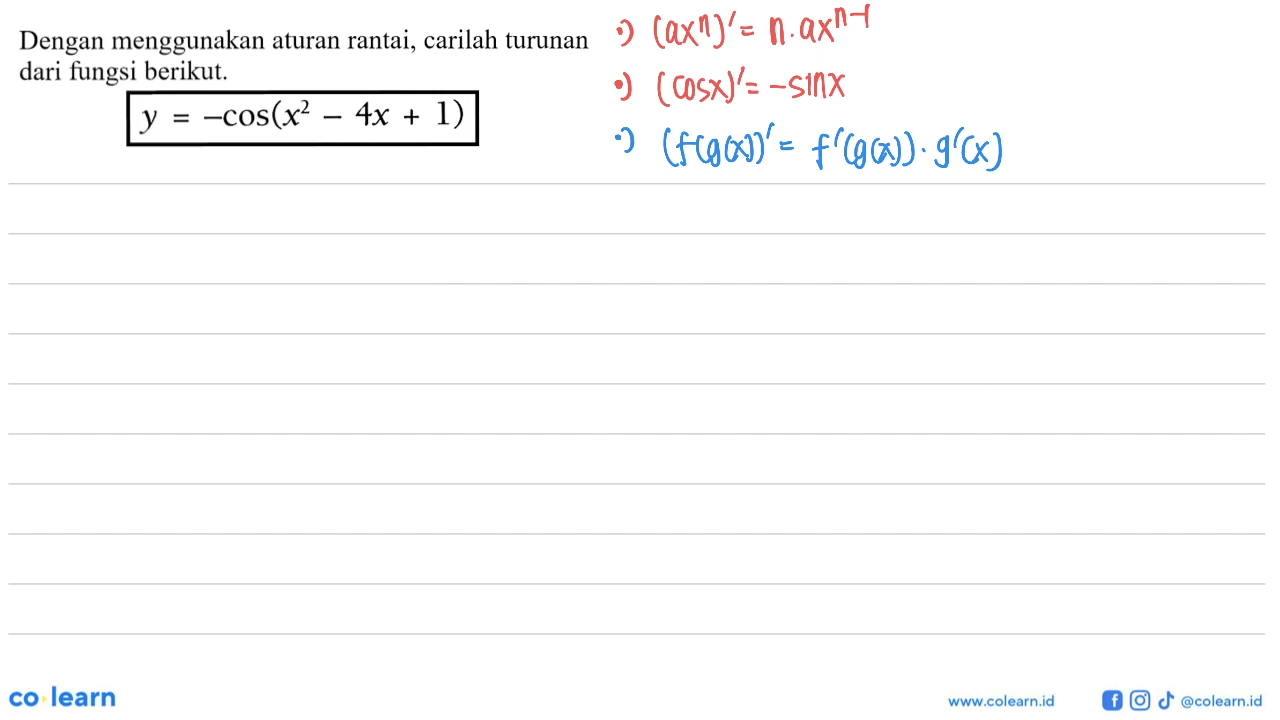 Dengan menggunakan aturan rantai, carilah turunan
dari fungsi berikut.
y = –cos(x² – 4x + 1)
•) (axⁿ)' = n.axⁿ⁻¹
•) (cosx)' = -sinx
•) (f(g(x))' = f'(g(x)).g'(x)
co learn
www.colearn.id
@colearn.id